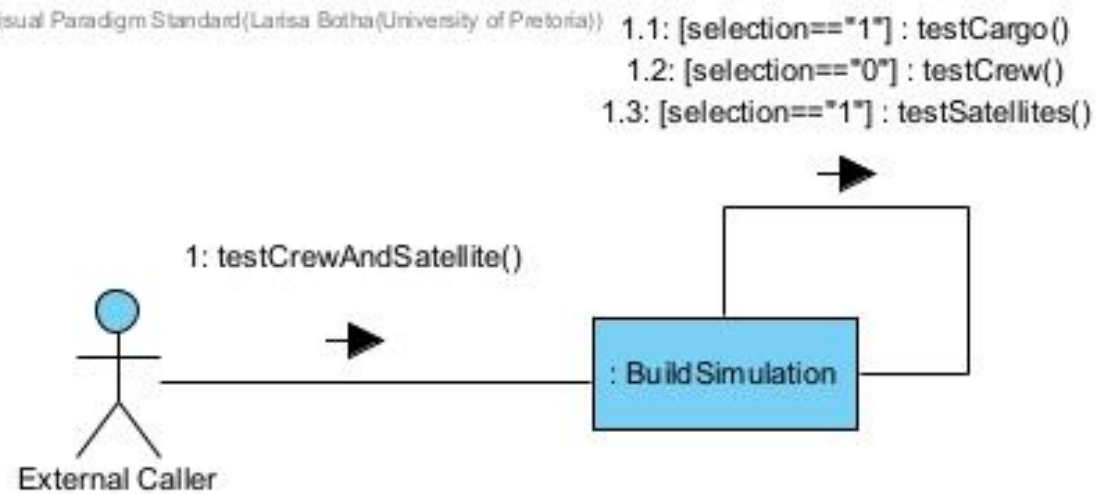 isual Paradigm Standard(Larisa Botha(University of Pretoria))
1.1: [selection=="1"] : testCargo()
1.2: [selection=="0"] : testCrew()
1.3: [selection=="1"] : testSatellites()
1: testCrewAndSatellite()
: BuildSimulation
External Caller